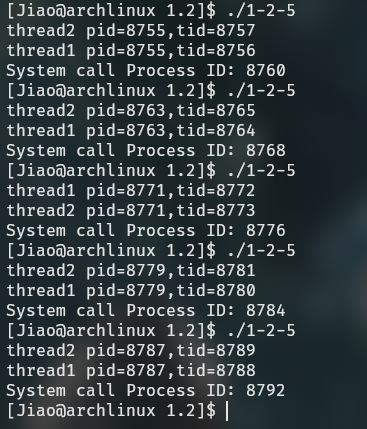 [Jiao@archlinux 1.2]$ ./1-2-5
thread2 pid=8755,tid=8757
thread1 pid=8755,tid=8756
System call Process ID: 8760
[Jiao@archlinux 1.2]$ ./1-2-5
thread2 pid=8763,tid=8765
thread1 pid=8763,tid=8764
System call Process ID: 8768
[Jiao@archlinux 1.2]$ ./1-2-5
thread1 pid=8771,tid=8772
thread2 pid=8771,tid=8773
System call Process ID: 8776
[Jiao@archlinux 1.2]$ ./1-2-5
thread2 pid=8779,tid=8781
thread1 pid=8779,tid=8780
System call Process ID: 8784
[Jiao@archlinux 1.2]$ ./1-2-5
thread2 pid=8787,tid=8789
thread1 pid=8787,tid=8788
System call Process ID: 8792
[Jiao@archlinux 1.2]$